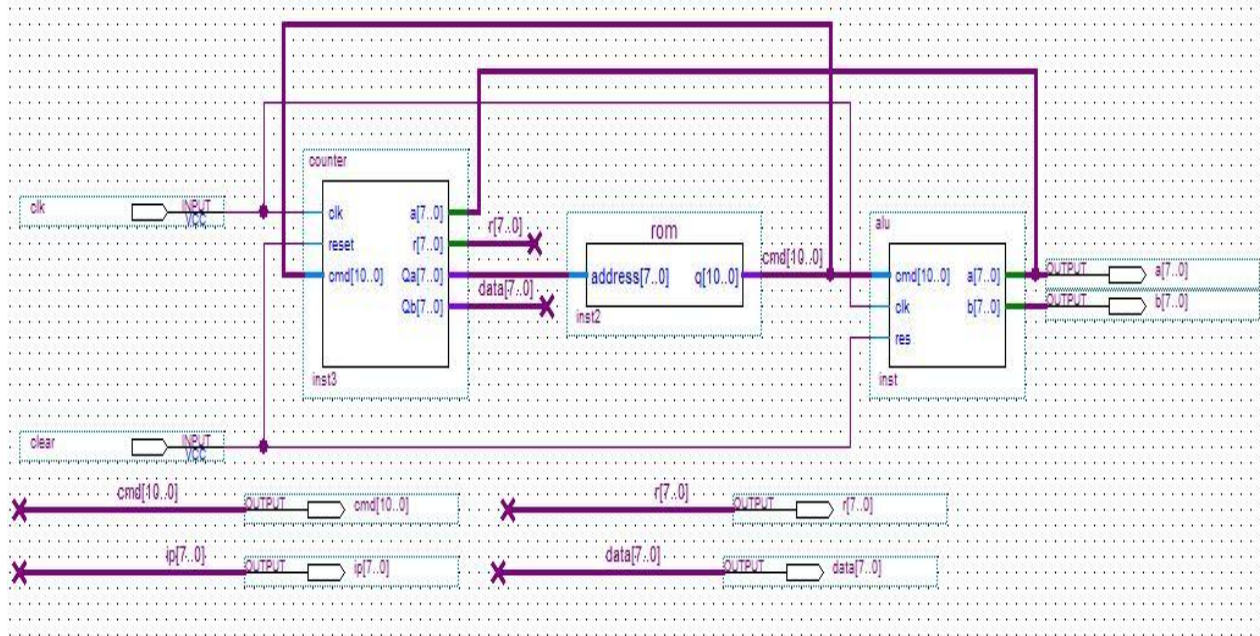 counter
clk INPUT VCC
clk a[7..0]
reset r[7..0]
cmd[10..0] Qa[7..0]
Qb[7..0]
inst3
r[7..0]
data[7..0]
rom
address[7..0] q[10..0]
inst2
cmd[10..0]
alu
cmd[10..0] a[7..0]
clk b[7..0]
res
inst
OUTPUT a[7..0]
OUTPUT b[7..0]
clear INPUT VCC
cmd[10..0] OUTPUT cmd[10..0]
r[7..0] OUTPUT r[7..0]
ip[7..0] OUTPUT ip[7..0]
data[7..0] OUTPUT data[7..0]